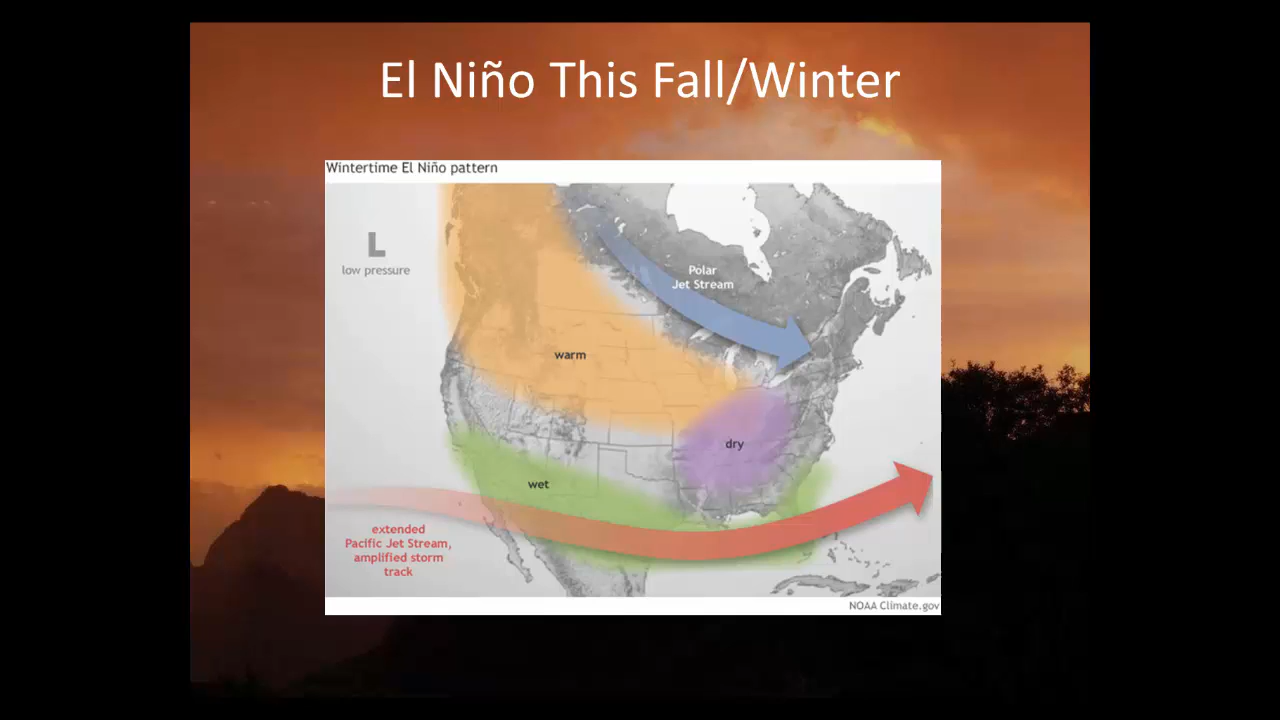 El Niño This Fall/Winter
Wintertime El Niño pattern
L
low pressure
Polar
Jet Stream
warm
dry
wet
extended
Pacific Jet Stream,
amplified storm
track
NOAA Climate.gov